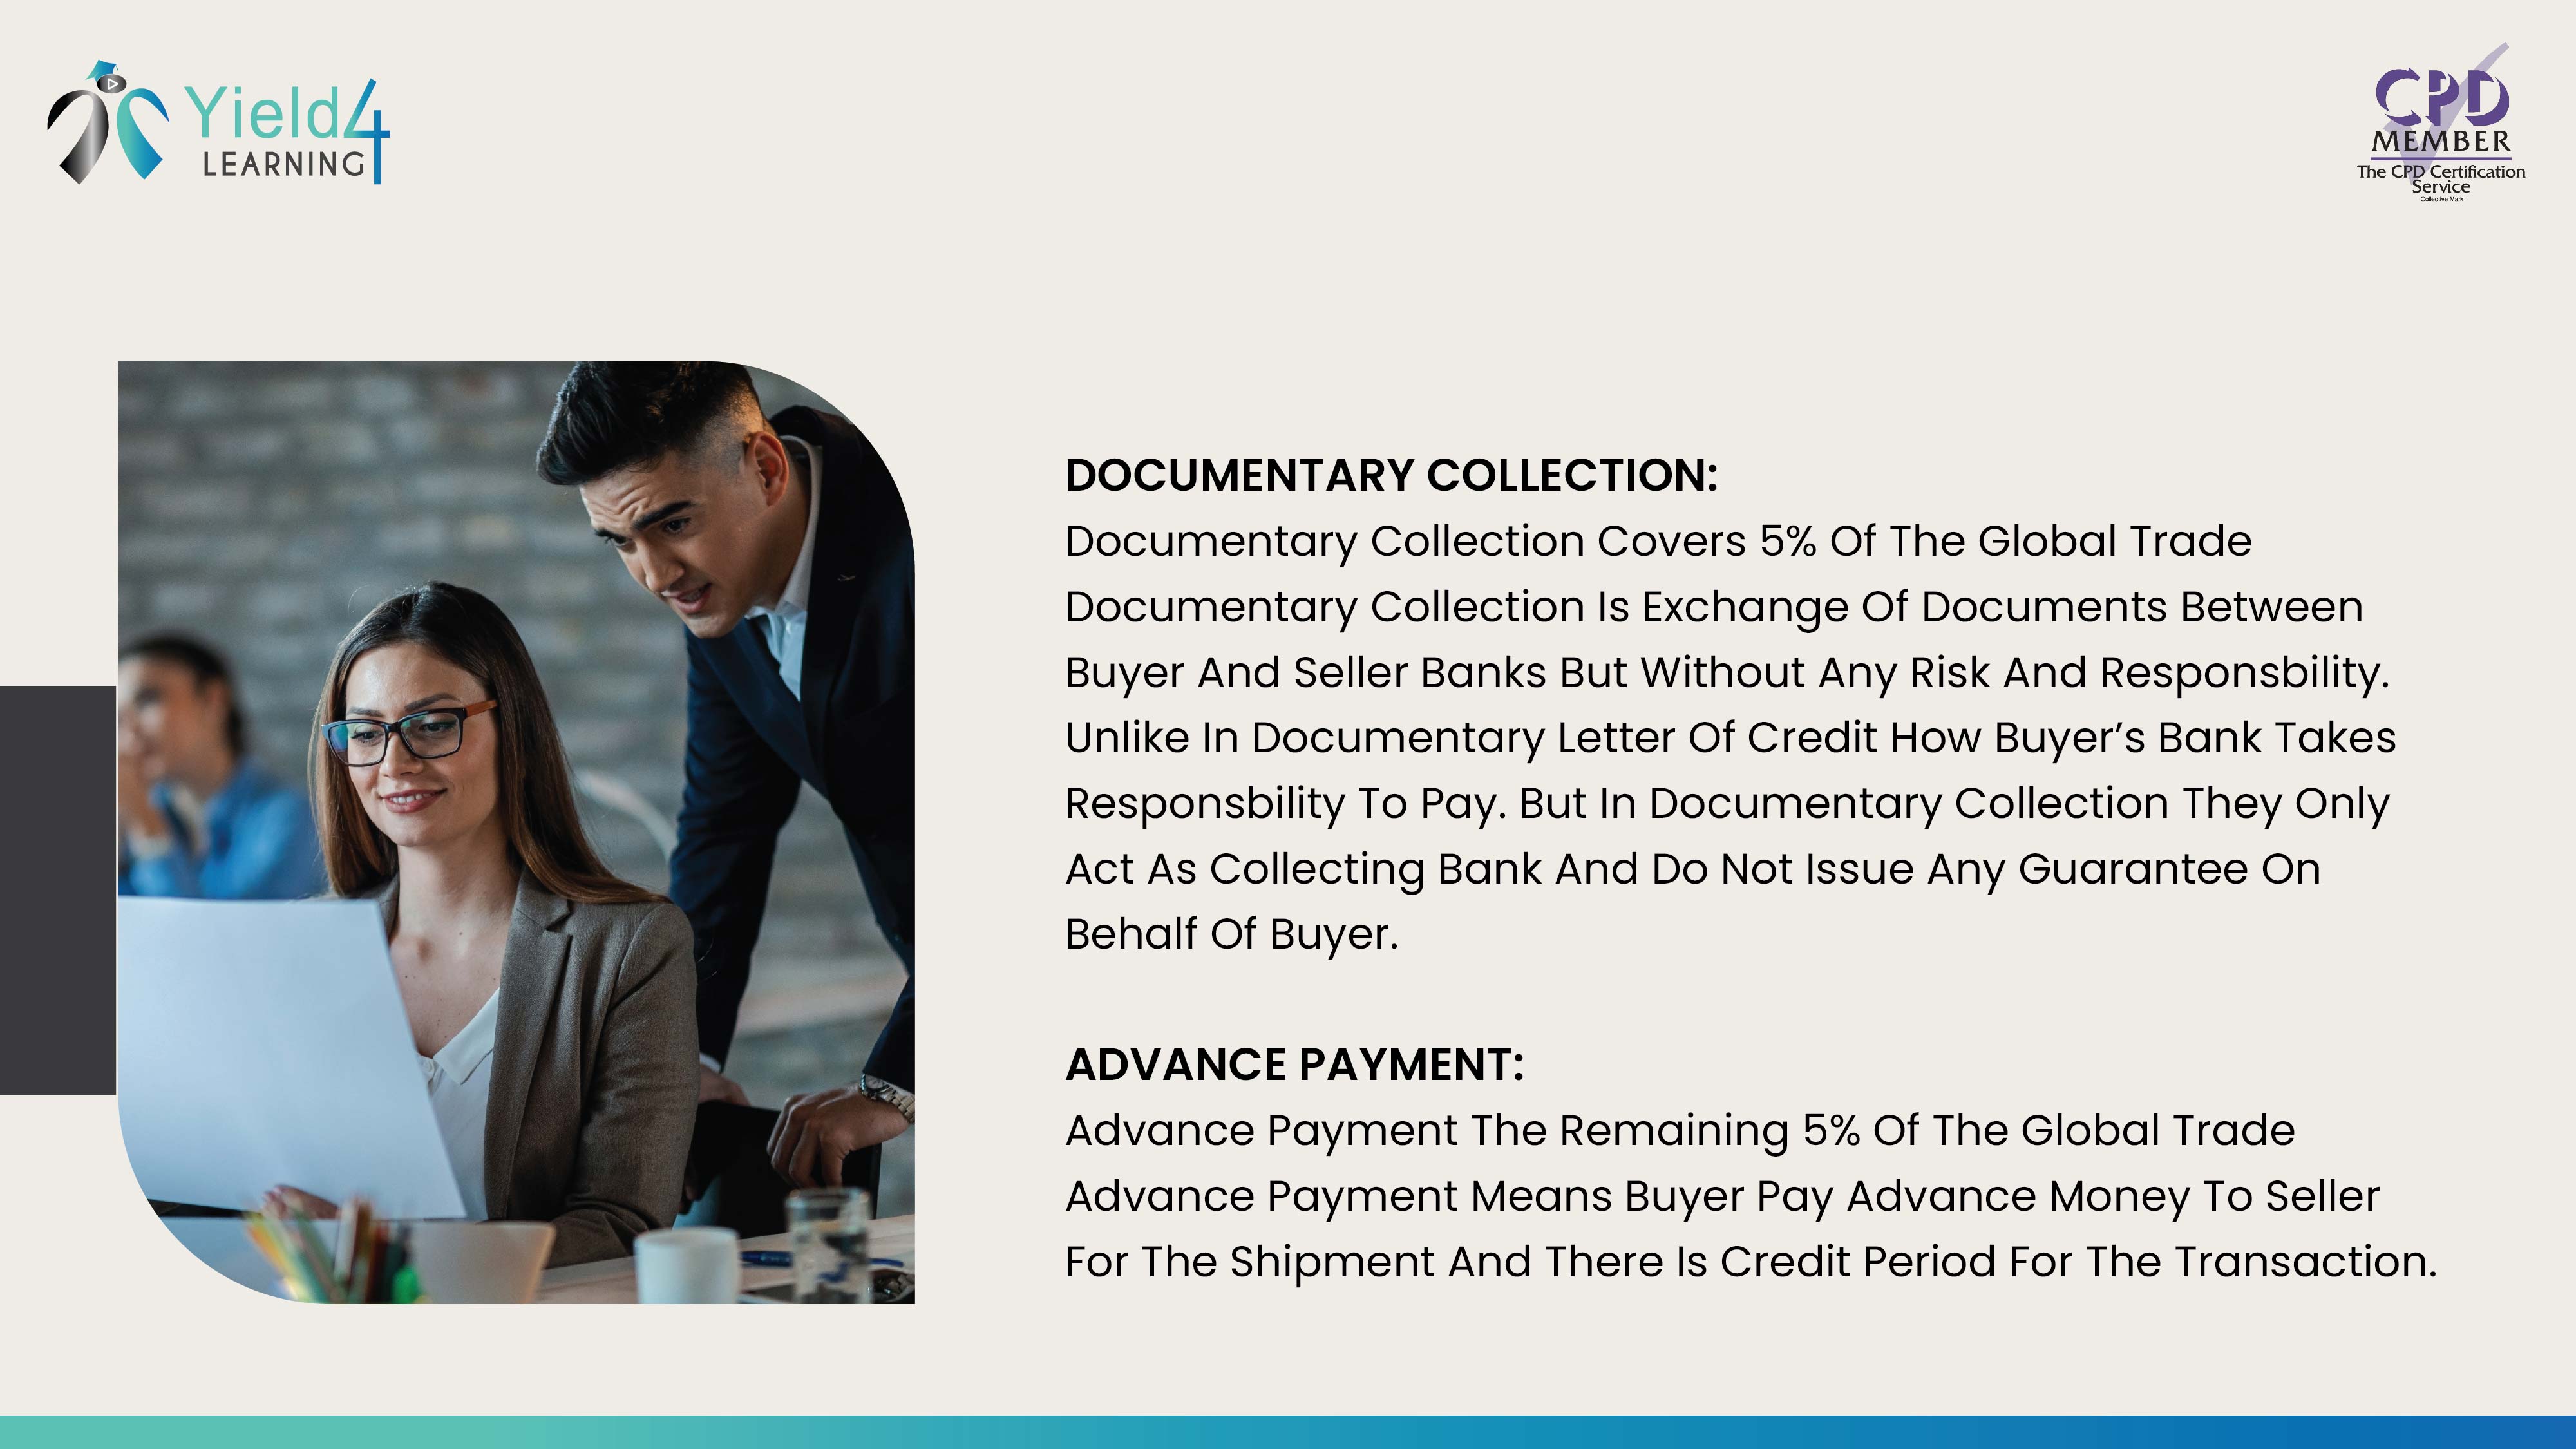 Yield4
LEARNING
CPD
MEMBER
The CPD Certification
Service
Collective Mark
DOCUMENTARY COLLECTION:
Documentary Collection Covers 5% Of The Global Trade
Documentary Collection Is Exchange Of Documents Between
Buyer And Seller Banks But Without Any Risk And Responsbility.
Unlike In Documentary Letter Of Credit How Buyer’s Bank Takes
Responsbility To Pay. But In Documentary Collection They Only
Act As Collecting Bank And Do Not Issue Any Guarantee On
Behalf Of Buyer.
ADVANCE PAYMENT:
Advance Payment The Remaining 5% Of The Global Trade
Advance Payment Means Buyer Pay Advance Money To Seller
For The Shipment And There Is Credit Period For The Transaction.